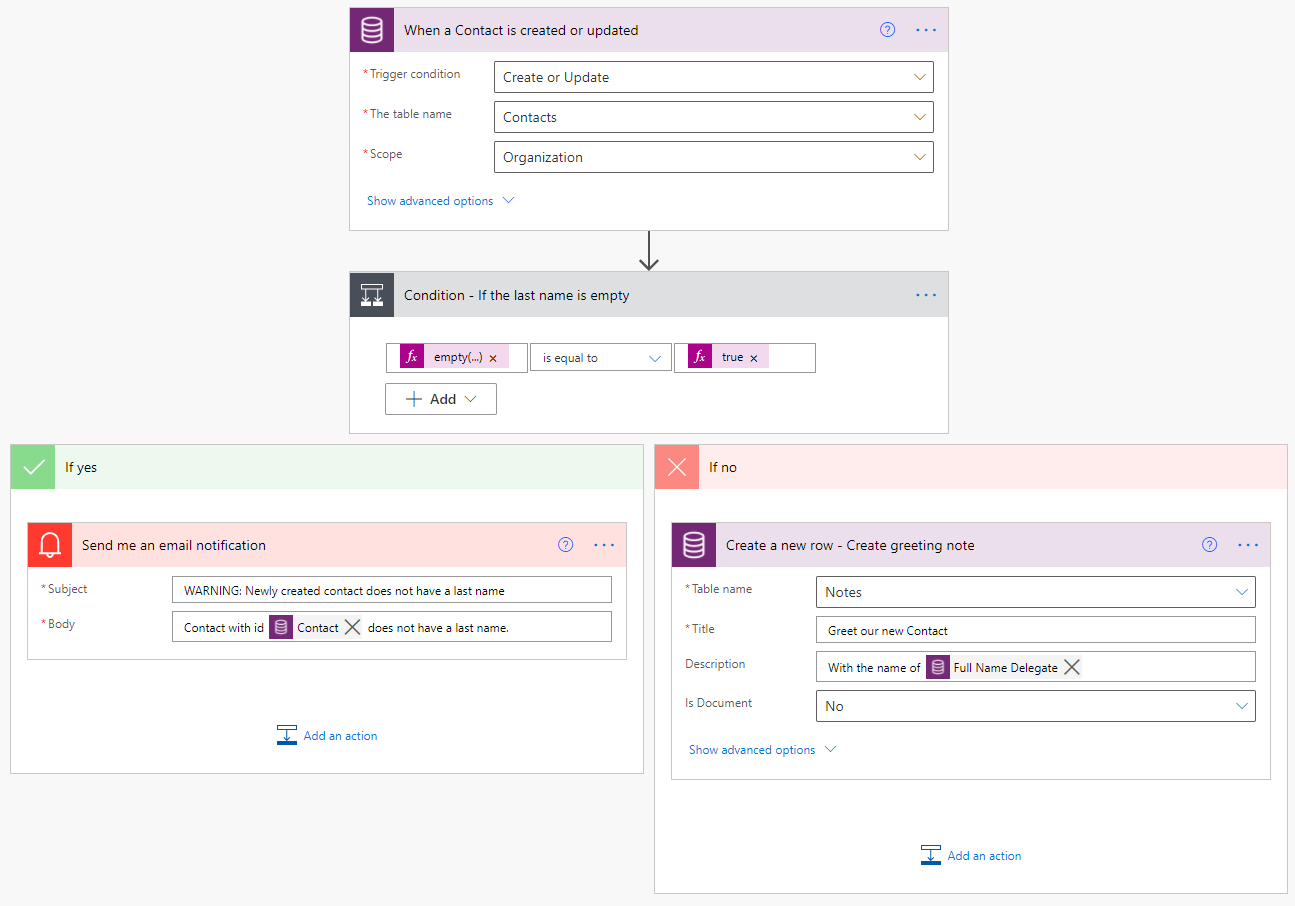 When a Contact is created or updated
*Trigger condition
Create or Update
*The table name
Contacts
*Scope
Organization
Show advanced options
Condition - If the last name is empty
fx empty(...) × is equal to fx true ×
Add
If yes
Send me an email notification
*Subject
WARNING: Newly created contact does not have a last name
*Body
Contact with id Contact does not have a last name.
Add an action
If no
Create a new row - Create greeting note
*Table name
Notes
*Title
Greet our new Contact
Description
With the name of Full Name Delegate
Is Document
No
Show advanced options
Add an action